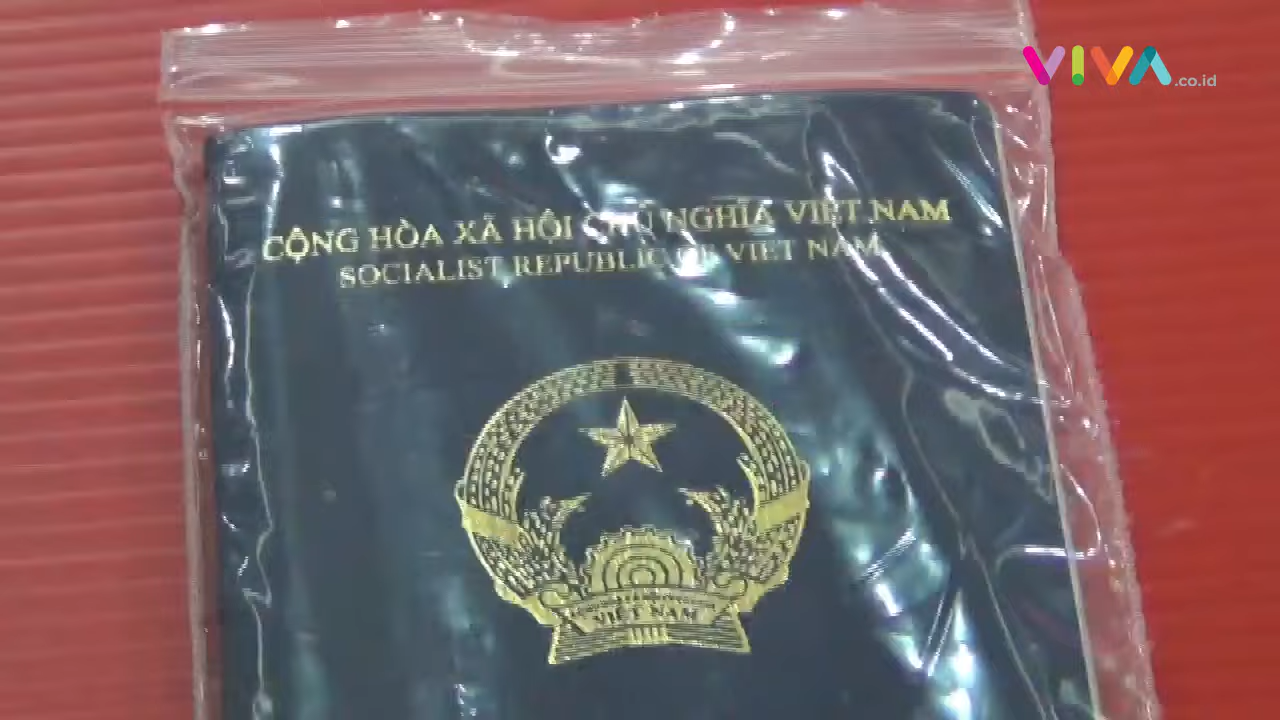 VIVA.co.id
CỘNG HÒA XÃ HỘI CHỦ NGHĨA VIỆT NAM
SOCIALIST REPUBLIC OF VIET NAM
VIỆT NAM